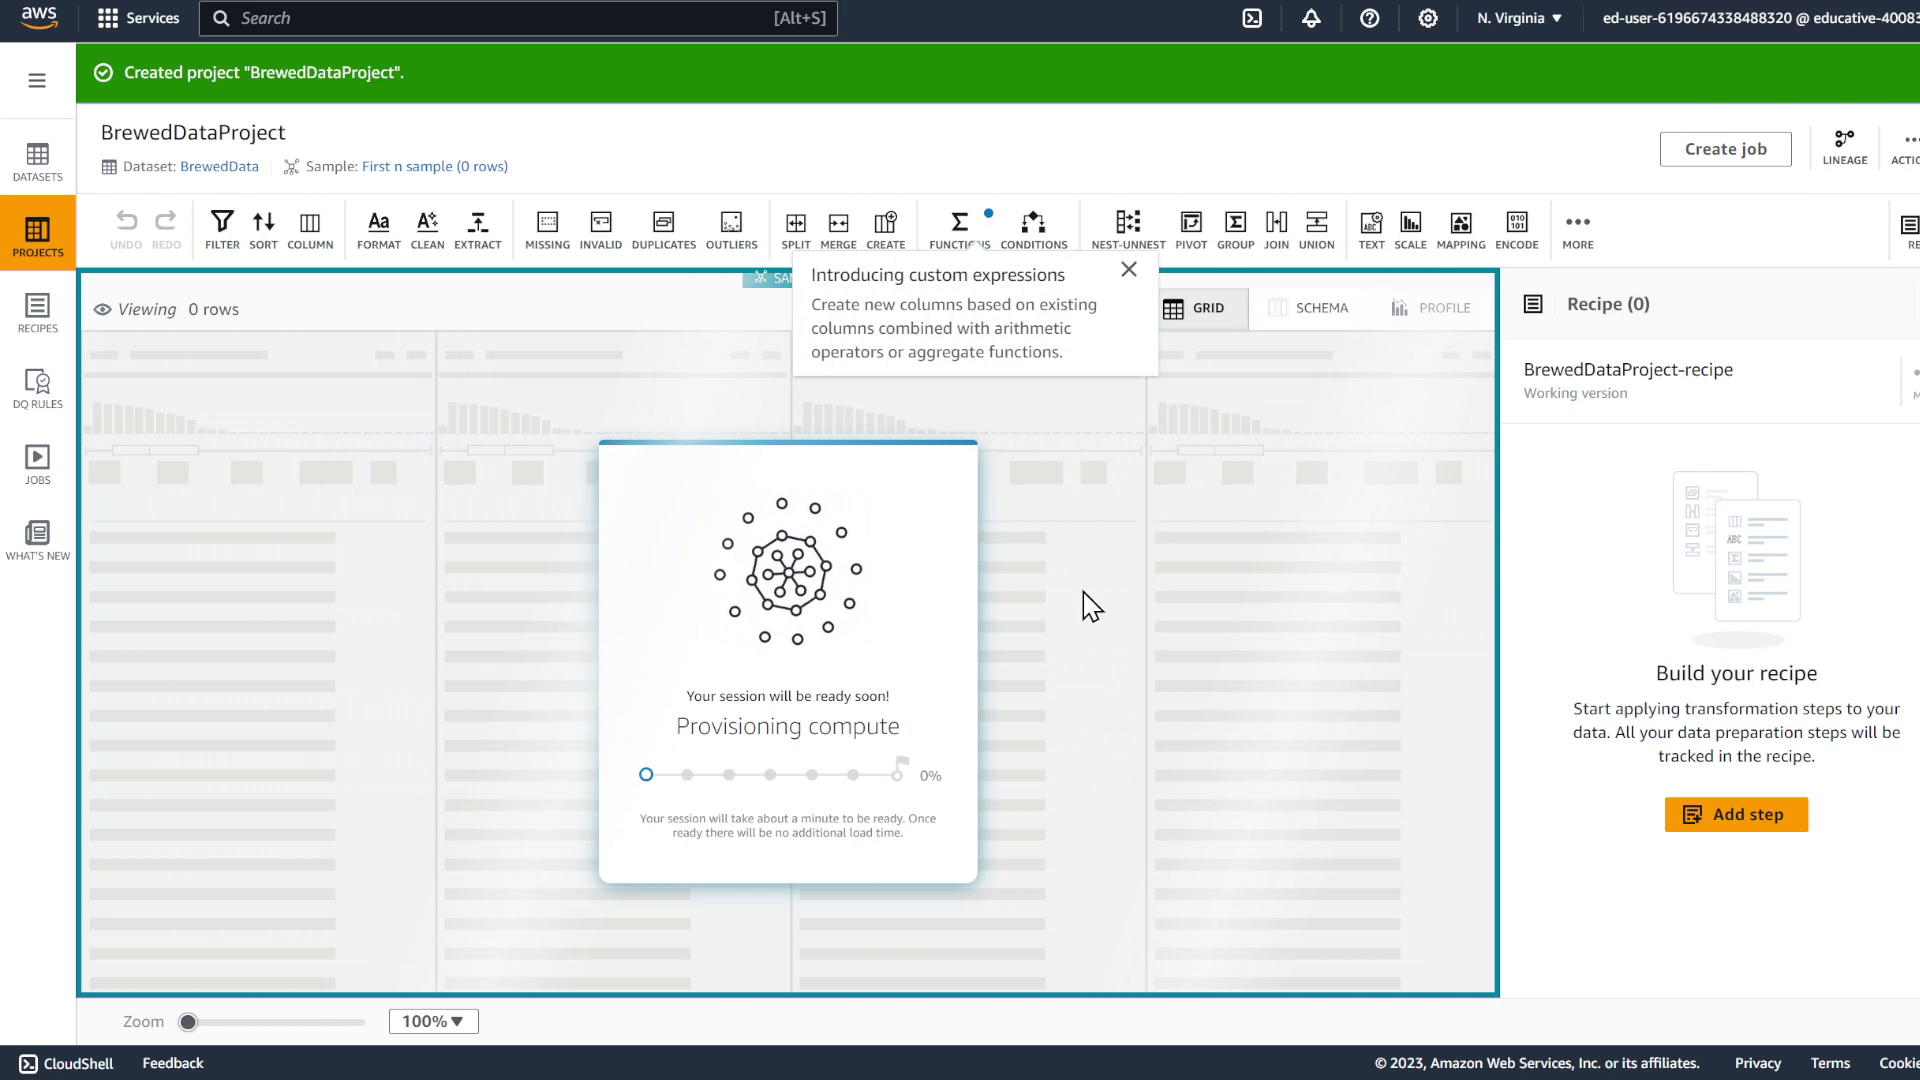 aws
Services
Search
[Alt+S]
N. Virginia ▼
ed-user-6196674338488320 @ educative-40083
Created project "BrewedDataProject".
BrewedDataProject
Dataset: BrewedData
Sample: First n sample (0 rows)
Create job
LINEAGE
ACTIO
DATASETS
PROJECTS
RECIPES
DQ RULES
JOBS
WHAT'S NEW
UNDO
REDO
FILTER
SORT
COLUMN
FORMAT
CLEAN
EXTRACT
MISSING
INVALID
DUPLICATES
OUTLIERS
SPLIT
MERGE
CREATE
FUNCTIONS
CONDITIONS
NEST-UNNEST
PIVOT
GROUP
JOIN
UNION
TEXT
SCALE
MAPPING
ENCODE
MORE
RE
Introducing custom expressions
Create new columns based on existing
columns combined with arithmetic
operators or aggregate functions.
Viewing 0 rows
GRID
SCHEMA
PROFILE
Your session will be ready soon!
Provisioning compute
0%
Your session will take about a minute to be ready. Once
ready there will be no additional load time.
Recipe (0)
BrewedDataProject-recipe
Working version
Build your recipe
Start applying transformation steps to your
data. All your data preparation steps will be
tracked in the recipe.
Add step
Zoom
100% ▼
CloudShell
Feedback
© 2023, Amazon Web Services, Inc. or its affiliates.
Privacy
Terms
Cookie